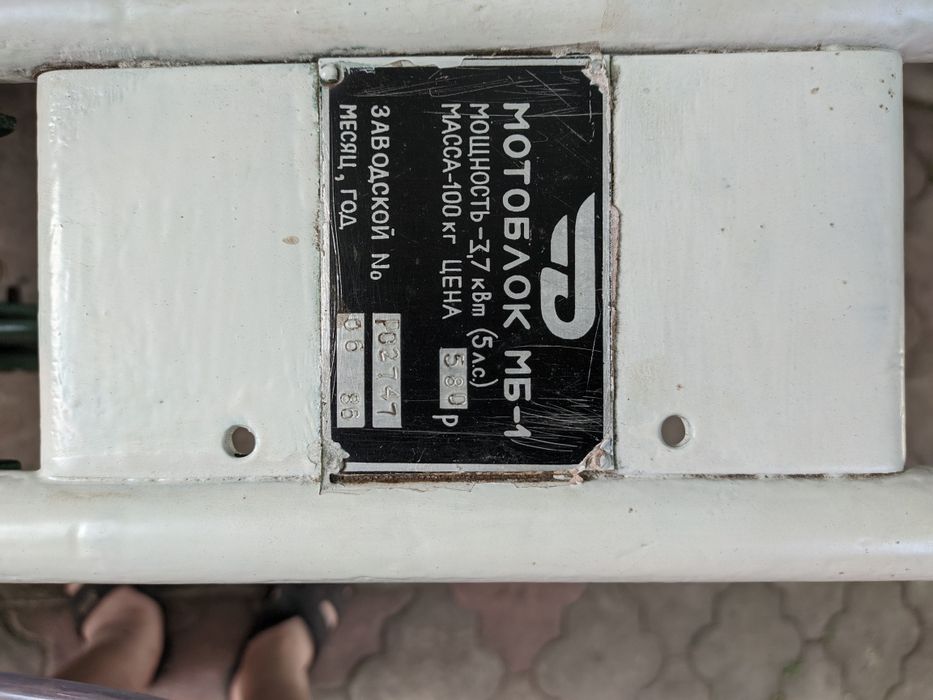 МОТОБЛОК МБ-1
МОЩНОСТЬ-3,7 кВт (5 л.с.)
МАССА-100 кг ЦЕНА 580 р
ЗАВОДСКОЙ № Р02747
МЕСЯЦ, ГОД 06 86